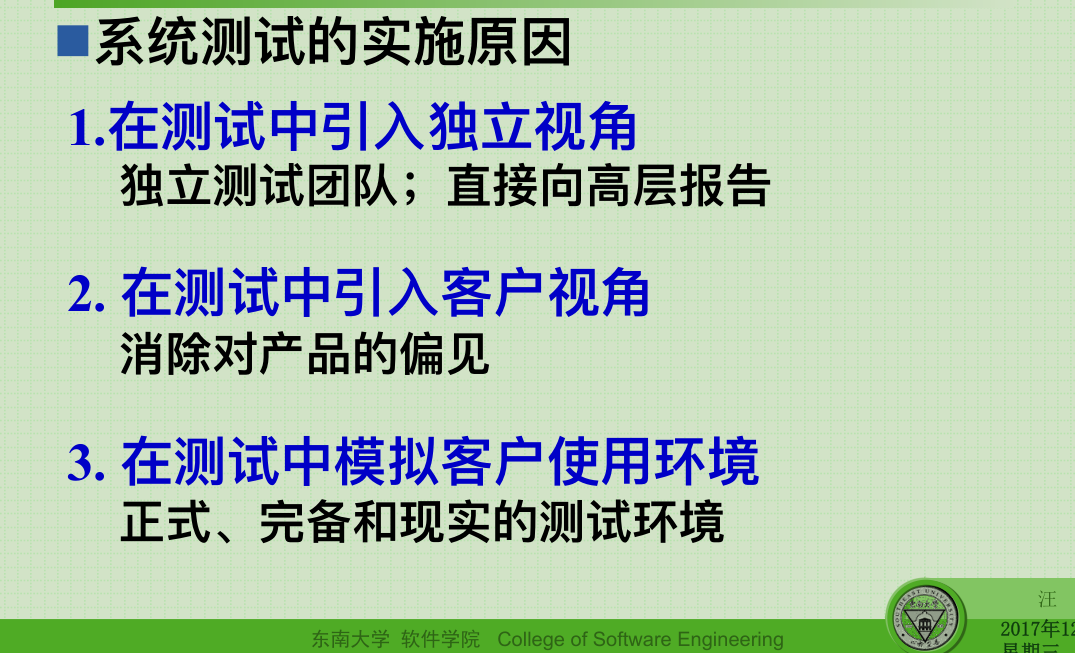 系统测试的实施原因
1.在测试中引入独立视角
独立测试团队；直接向高层报告
2. 在测试中引入客户视角
消除对产品的偏见
3. 在测试中模拟客户使用环境
正式、完备和现实的测试环境
汪
东南大学 软件学院 College of Software Engineering
2017年12
星期三